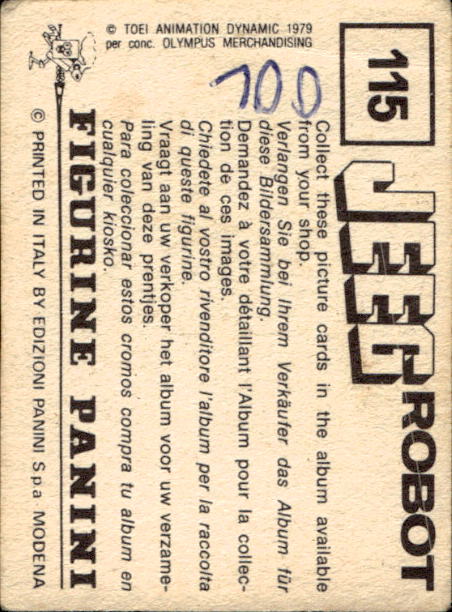 115
JEEG ROBOT
Collect these picture cards in the album available
from your shop.
Verlangen Sie bei Ihrem Verkäufer das Album für
diese Bildersammlung.
Demandez à votre détaillant l'Album pour la collec-
tion de ces images.
Chiedete al vostro rivenditore l'album per la raccolta
di queste figurine.
Vraagt aan uw verkoper het album voor uw verzame-
ling van deze prentjes.
Para coleccionar estos cromos compra tu album en
cualquier kiosko.
FIGURINE PANINI
© PRINTED IN ITALY BY EDIZIONI PANINI S.p.a. MODENA
© TOEI ANIMATION DYNAMIC 1979
per conc. OLYMPUS MERCHANDISING
100